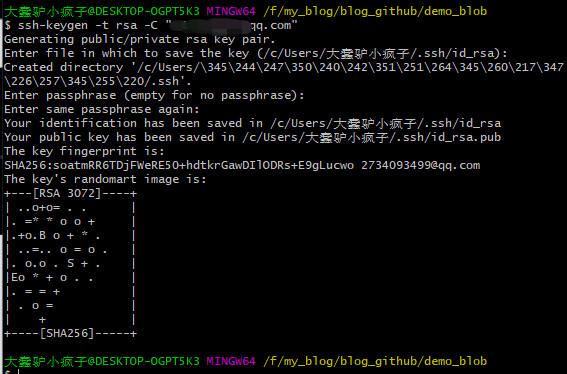 大蠢驴小疯子@DESKTOP-OGPT5K3 MINGW64 /f/my_blog/blog_github/demo_blob
$ ssh-keygen -t rsa -C "qq.com"
Generating public/private rsa key pair.
Enter file in which to save the key (/c/Users/大蠢驴小疯子/.ssh/id_rsa):
Created directory '/c/Users/\345\244\247\350\240\242\351\251\264\345\260\217\347
\226\257\345\255\220/.ssh'.
Enter passphrase (empty for no passphrase):
Enter same passphrase again:
Your identification has been saved in /c/Users/大蠢驴小疯子/.ssh/id_rsa
Your public key has been saved in /c/Users/大蠢驴小疯子/.ssh/id_rsa.pub
The key fingerprint is:
SHA256:soatmRR6TDjFWeRE5O+hdtkrGawDIlODRs+E9gLucwo 2734093499@qq.com
The key's randomart image is:
+---[RSA 3072]----+
| ..o+o= . .      |
|. =* * o o +     |
|.+o.B o + * .    |
| ..=.. o = o .   |
|. o.o . S + .    |
|Eo * + o . .     |
|. = = +          |
| . o =           |
|    +            |
+----[SHA256]-----+
大蠢驴小疯子@DESKTOP-OGPT5K3 MINGW64 /f/my_blog/blog_github/demo_blob
$